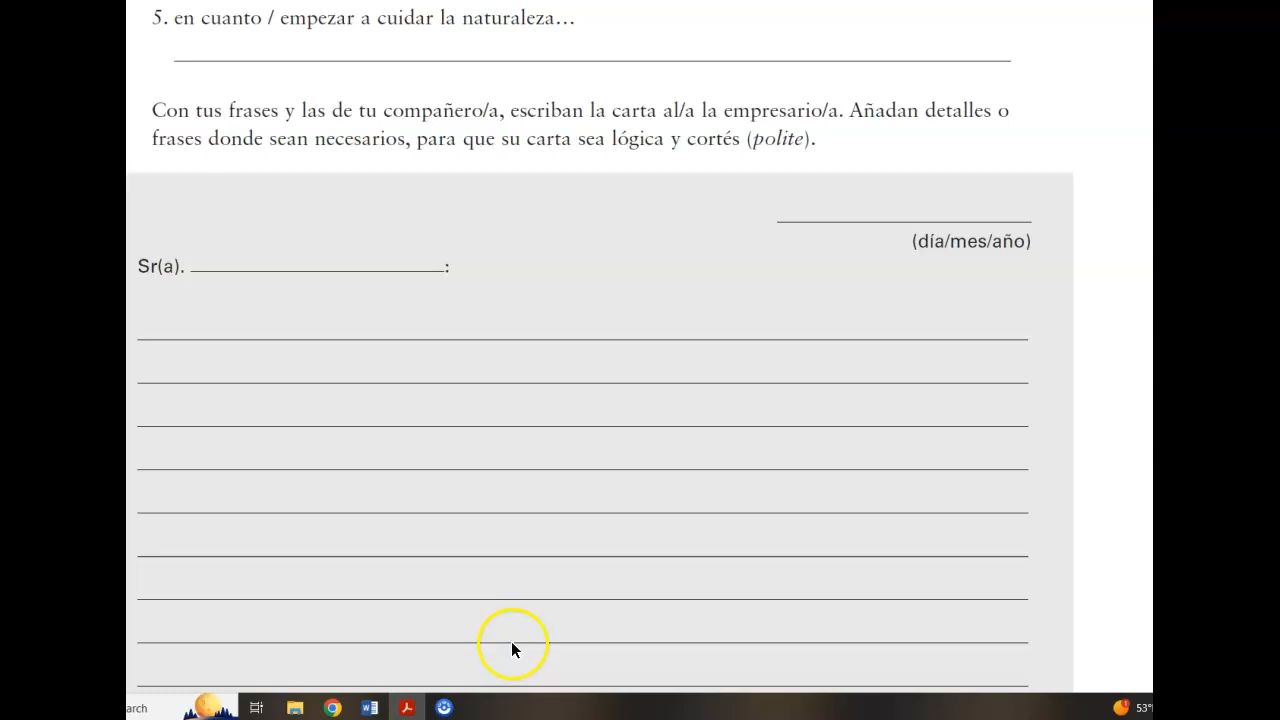 5. en cuanto / empezar a cuidar la naturaleza…
Con tus frases y las de tu compañero/a, escriban la carta al/a la empresario/a. Añadan detalles o
frases donde sean necesarios, para que su carta sea lógica y cortés (polite).
(día/mes/año)
Sr(a). ____________________:
arch
53°